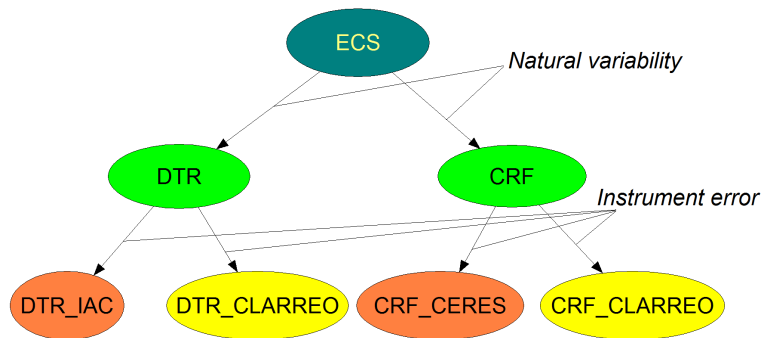 ECS
Natural variability
DTR
CRF
Instrument error
DTR_IAC
DTR_CLARREO
CRF_CERES
CRF_CLARREO